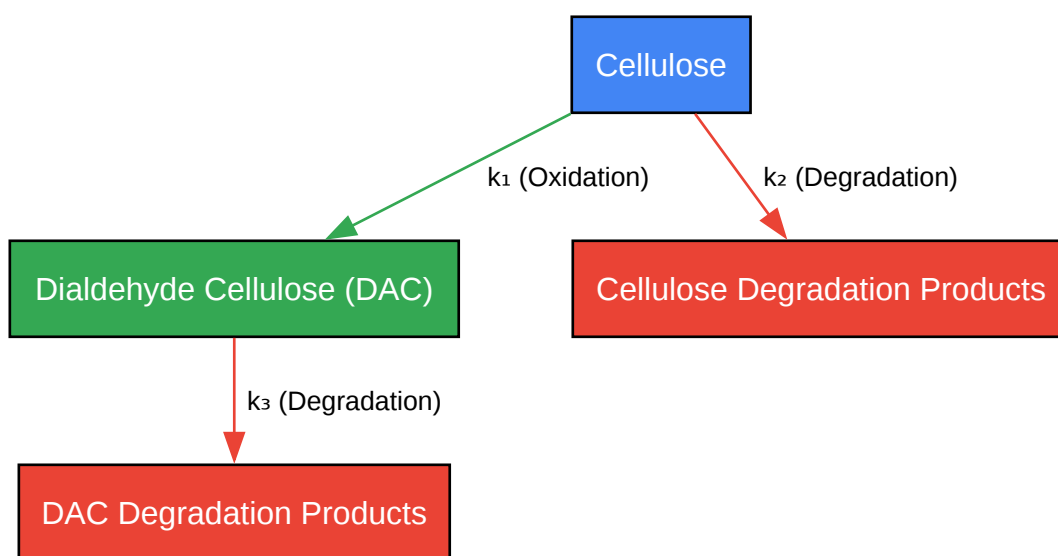 Cellulose
k₁ (Oxidation)
k₂ (Degradation)
Dialdehyde Cellulose (DAC)
Cellulose Degradation Products
k₃ (Degradation)
DAC Degradation Products